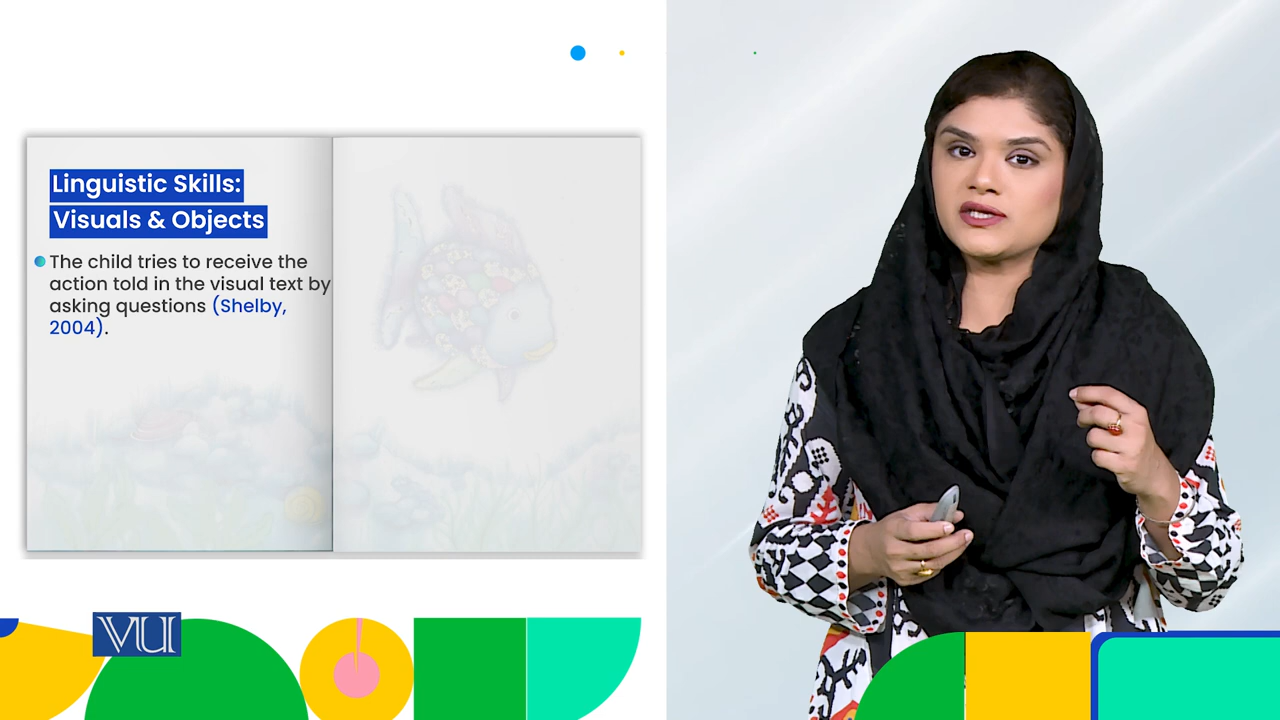 Linguistic Skills:
Visuals & Objects
The child tries to receive the
action told in the visual text by
asking questions (Shelby,
2004).
VU